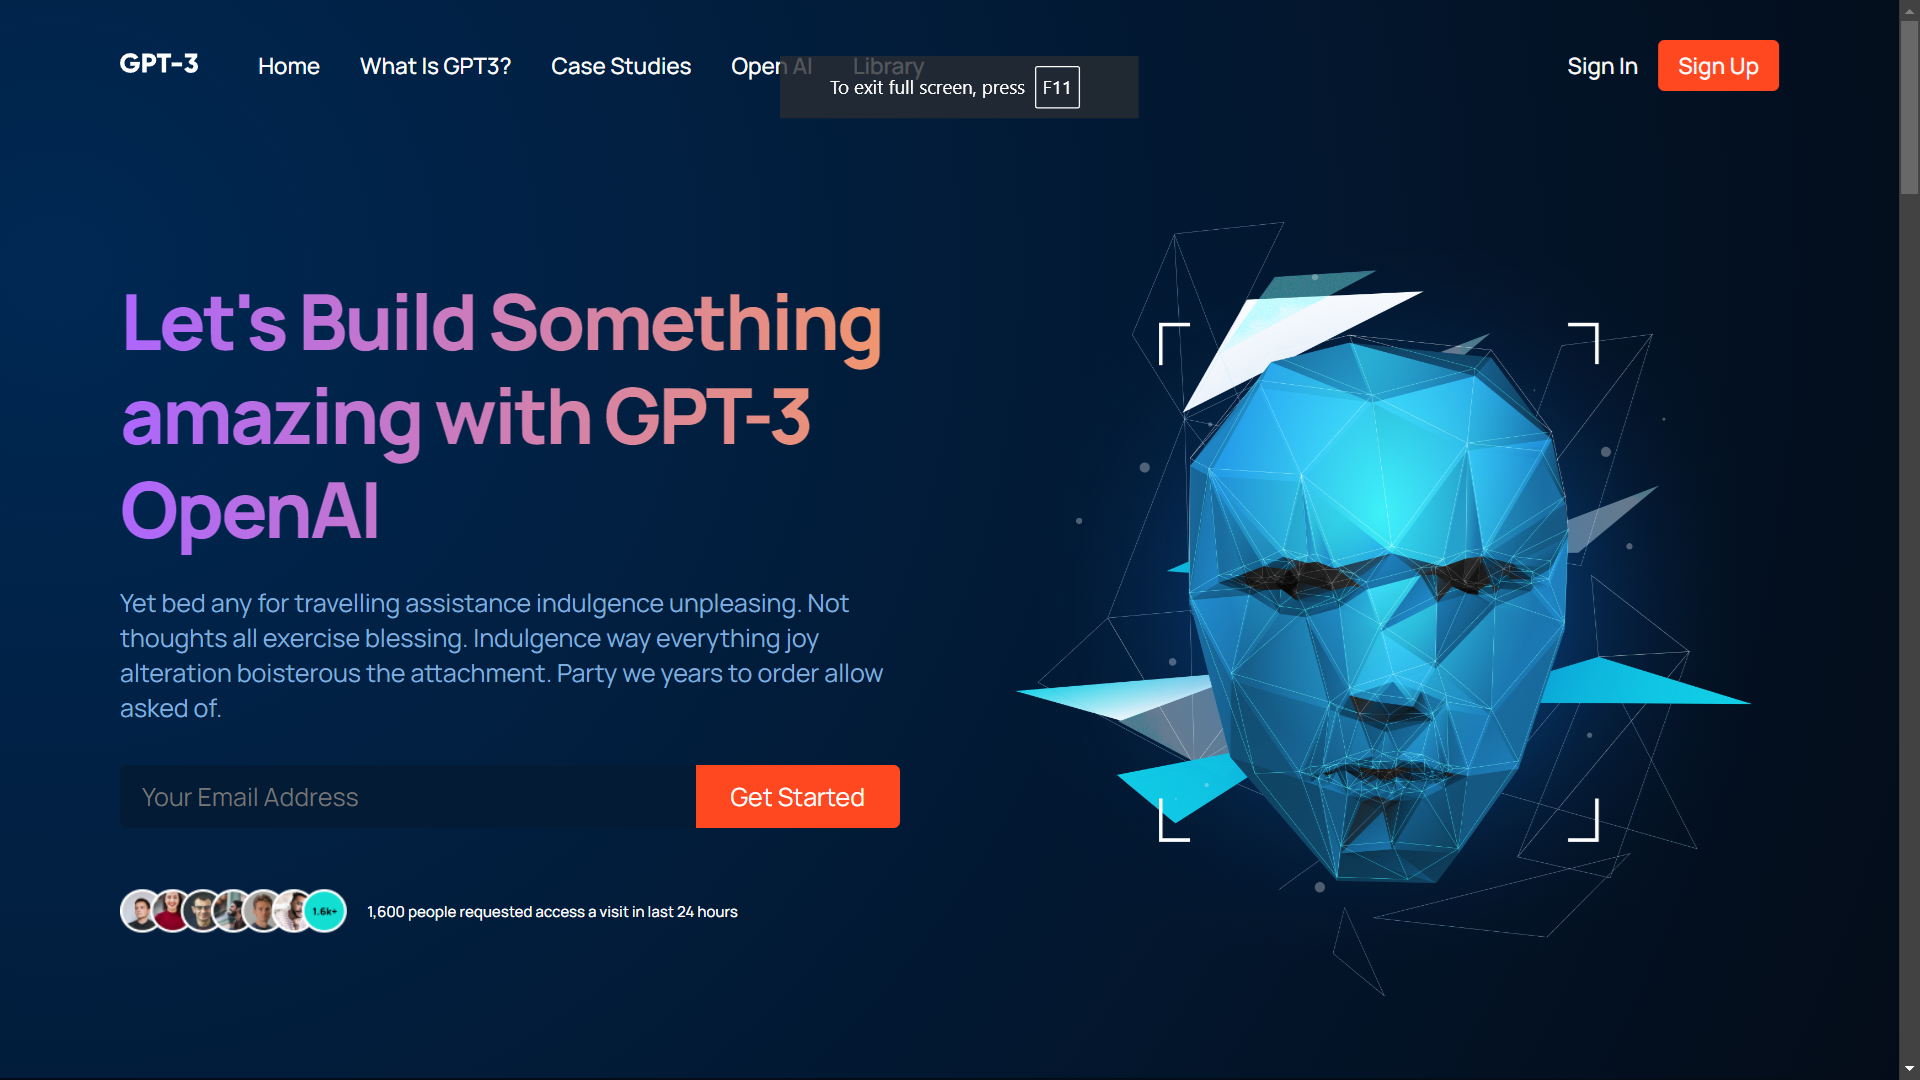 GPT-3 Home What Is GPT3? Case Studies Open AI Library Sign In Sign Up
To exit full screen, press F11
Let's Build Something
amazing with GPT-3
OpenAI
Yet bed any for travelling assistance indulgence unpleasing. Not
thoughts all exercise blessing. Indulgence way everything joy
alteration boisterous the attachment. Party we years to order allow
asked of.
Your Email Address Get Started
1.6k+ 1,600 people requested access a visit in last 24 hours